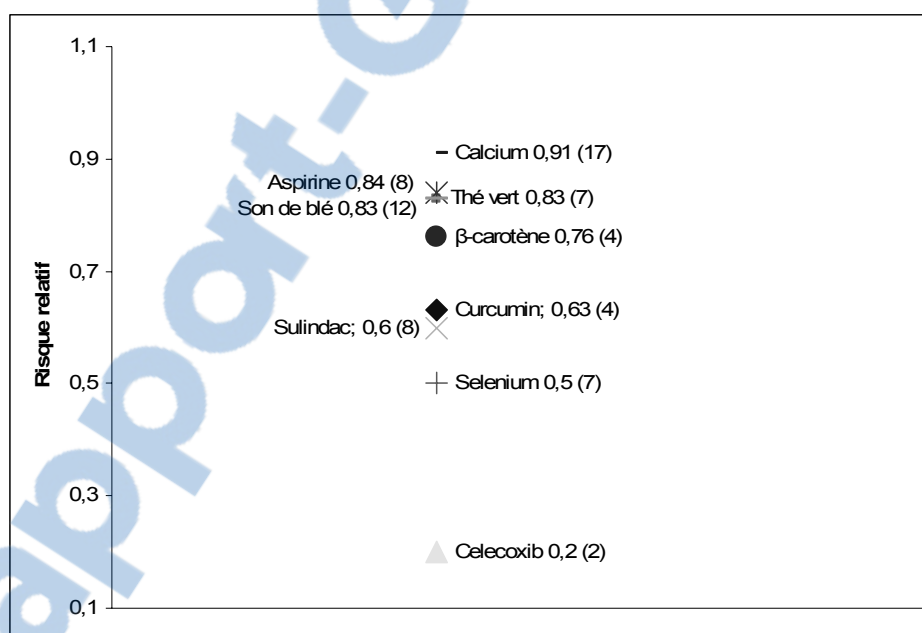 1,1
0,9
0,7
0,5
0,3
0,1
Risque relatif
Calcium 0,91 (17)
Aspirine 0,84 (8)
Thé vert 0,83 (7)
Son de blé 0,83 (12)
β-carotène 0,76 (4)
Curcumin; 0,63 (4)
Sulindac; 0,6 (8)
Selenium 0,5 (7)
Celecoxib 0,2 (2)